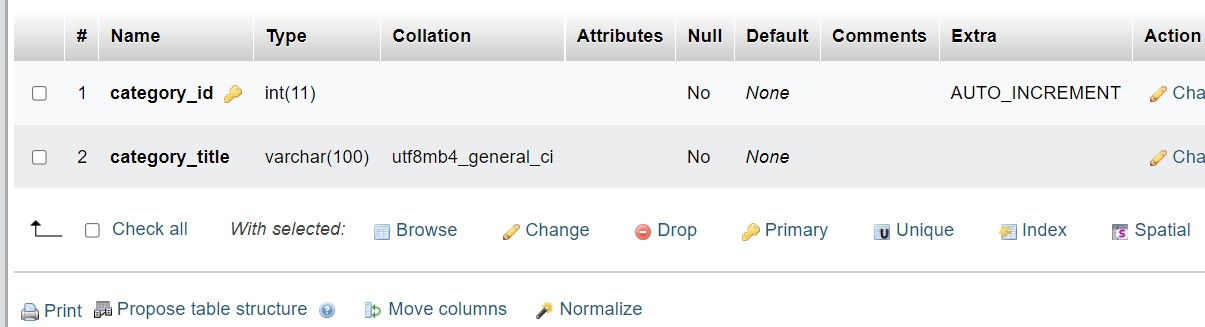 # Name Type Collation Attributes Null Default Comments Extra Action
1 category_id int(11) No None AUTO_INCREMENT Cha
2 category_title varchar(100) utf8mb4_general_ci No None Cha
Check all With selected: Browse Change Drop Primary Unique Index Spatial
Print Propose table structure Move columns Normalize